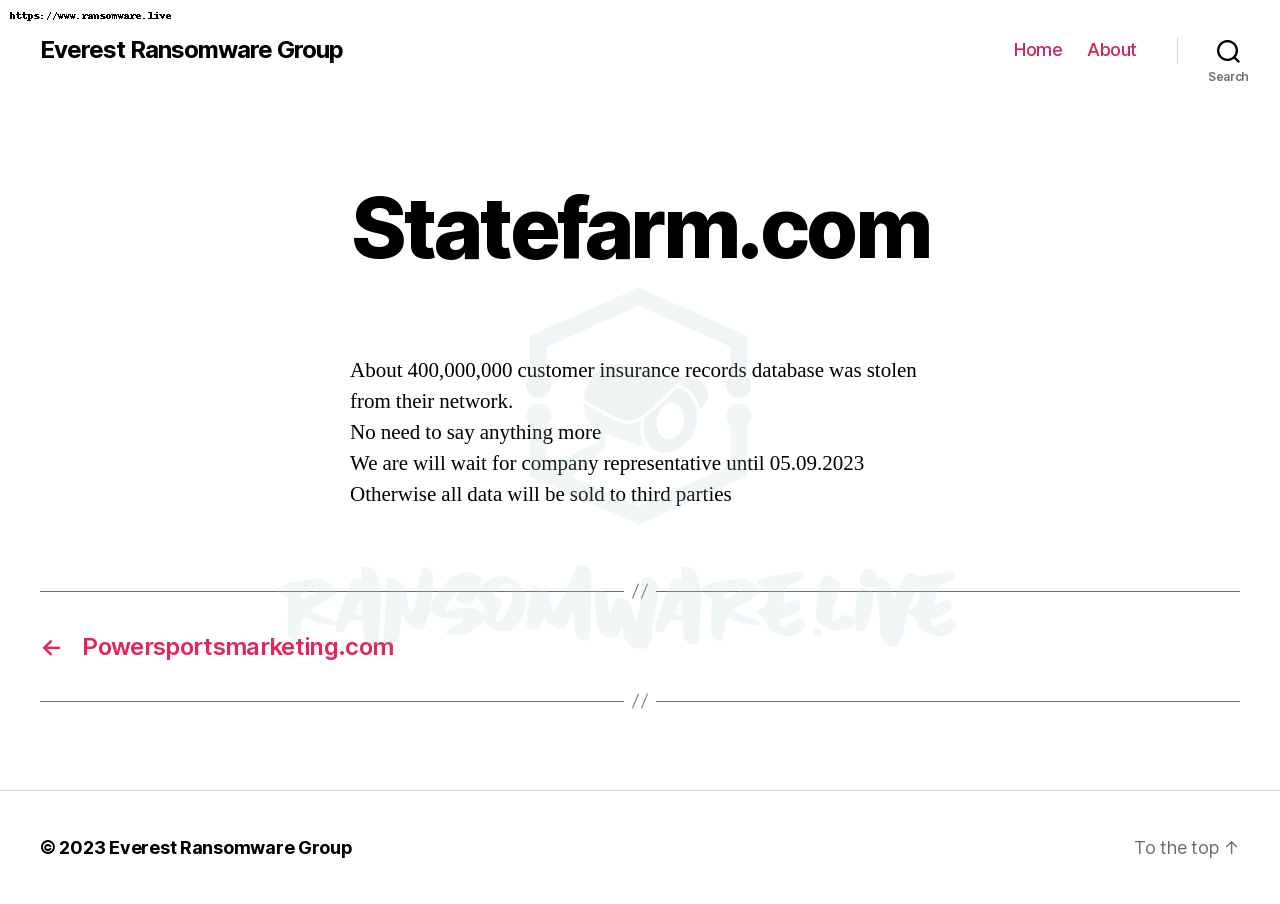 https://www.ransomware.live
Everest Ransomware Group
Home About
Search
Statefarm.com
About 400,000,000 customer insurance records database was stolen
from their network.
No need to say anything more
We are will wait for company representative until 05.09.2023
Otherwise all data will be sold to third parties
RANSOMWARE.LIVE
//
← Powersportsmarketing.com
//
© 2023 Everest Ransomware Group
To the top ↑